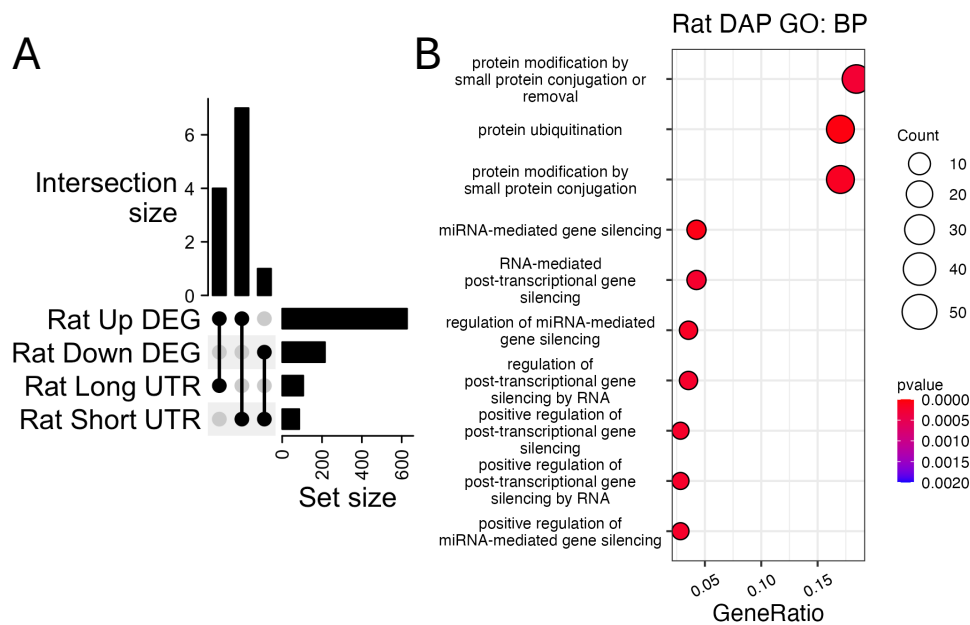 A
Intersection
size
6
4
2
0
Rat Up DEG
Rat Down DEG
Rat Long UTR
Rat Short UTR
0
200
400
600
Set size
B
Rat DAP GO: BP
protein modification by
small protein conjugation or
removal
protein ubiquitination
protein modification by
small protein conjugation
miRNA-mediated gene silencing
RNA-mediated
post-transcriptional gene
silencing
regulation of miRNA-mediated
gene silencing
regulation of
post-transcriptional gene
silencing by RNA
positive regulation of
post-transcriptional gene
silencing
positive regulation of
post-transcriptional gene
silencing by RNA
positive regulation of
miRNA-mediated gene silencing
0.05
0.10
0.15
GeneRatio
Count
10
20
30
40
50
pvalue
0.0000
0.0005
0.0010
0.0015
0.0020